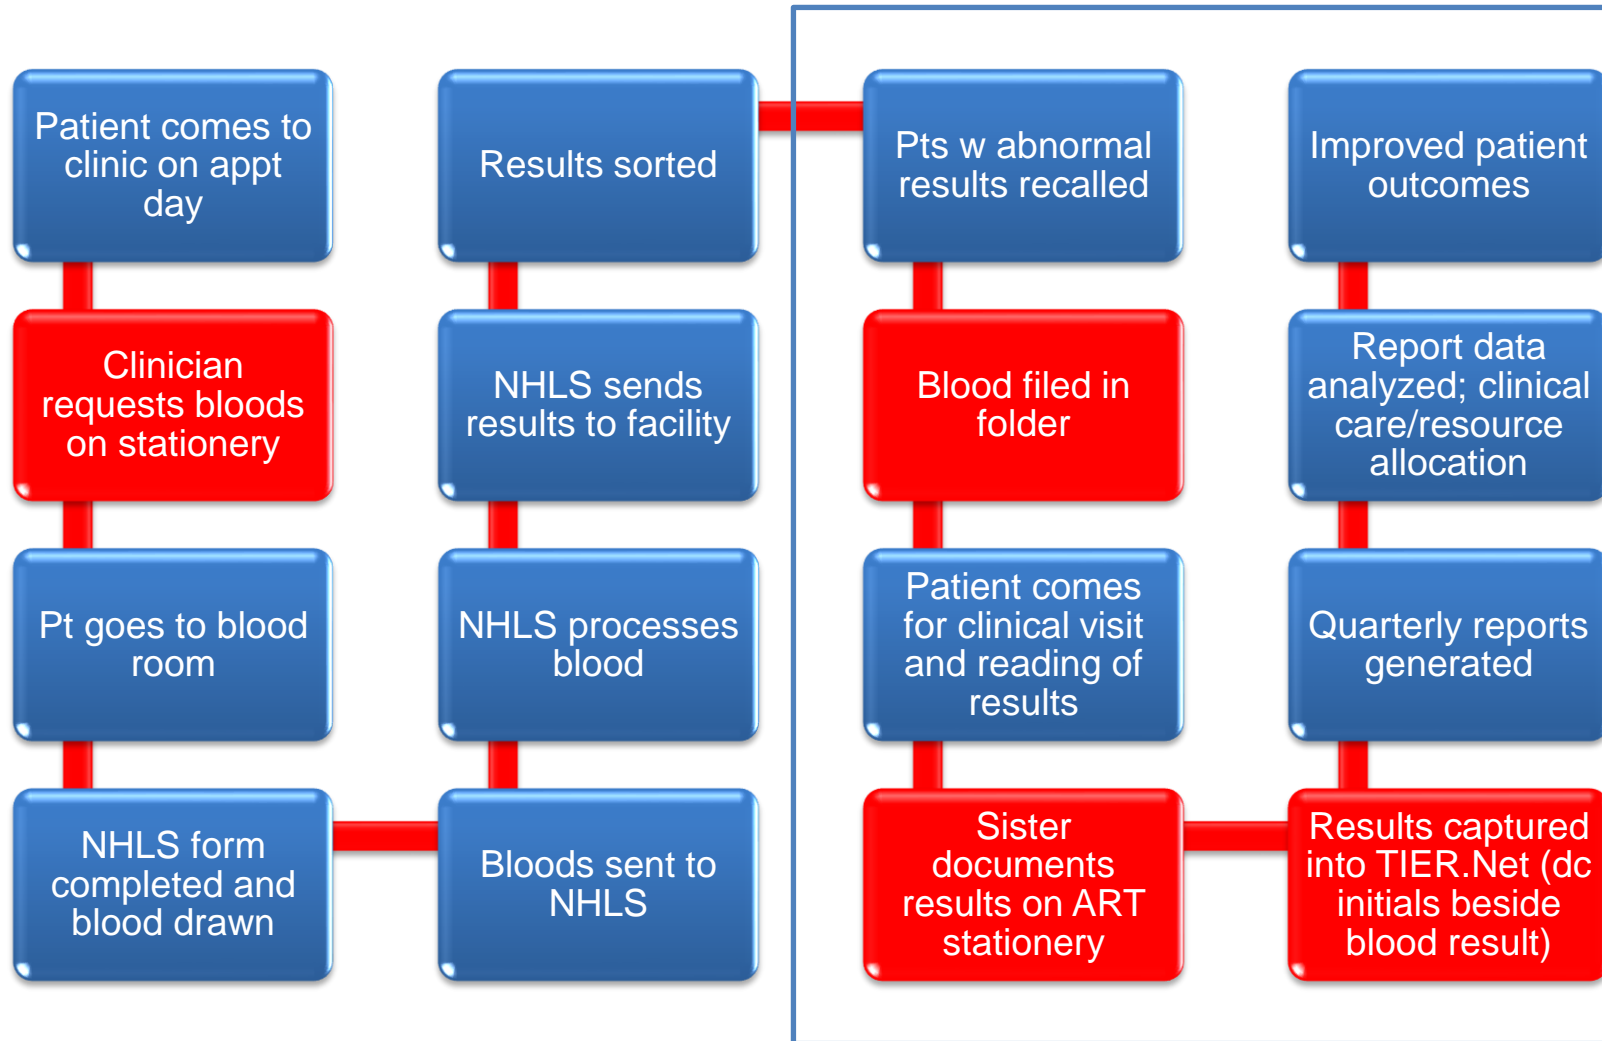 Patient comes to
clinic on appt
day
Clinician
requests bloods
on stationery
Pt goes to blood
room
NHLS form
completed and
blood drawn
Bloods sent to
NHLS
NHLS processes
blood
NHLS sends
results to facility
Results sorted
Pts w abnormal
results recalled
Blood filed in
folder
Patient comes
for clinical visit
and reading of
results
Sister
documents
results on ART
stationery
Results captured
into TIER.Net (dc
initials beside
blood result)
Quarterly reports
generated
Report data
analyzed; clinical
care/resource
allocation
Improved patient
outcomes